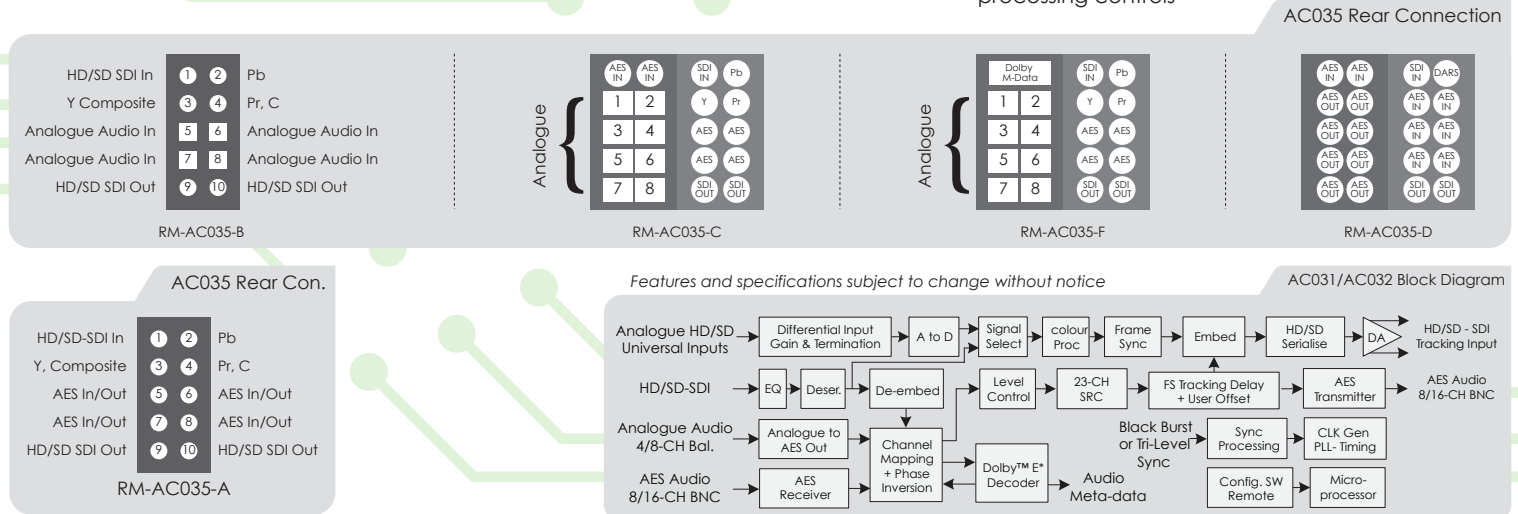 processing controls
AC035 Rear Connection
HD/SD SDI In 1 2 Pb
Y Composite 3 4 Pr, C
Analogue Audio In 5 6 Analogue Audio In
Analogue Audio In 7 8 Analogue Audio In
HD/SD SDI Out 9 10 HD/SD SDI Out
RM-AC035-B
Analogue
AES IN AES IN SDI IN Pb
1 2 Y Pr
3 4 AES AES
5 6 AES AES
7 8 SDI OUT SDI OUT
RM-AC035-C
Analogue
Dolby M-Data SDI IN Pb
1 2 Y Pr
3 4 AES AES
5 6 AES AES
7 8 SDI OUT SDI OUT
RM-AC035-F
AES IN AES IN SDI IN DARS
AES OUT AES OUT AES IN AES IN
AES OUT AES OUT AES IN AES IN
AES OUT AES OUT AES IN AES IN
AES OUT AES OUT SDI OUT SDI OUT
RM-AC035-D
AC035 Rear Con.
HD/SD-SDI In 1 2 Pb
Y, Composite 3 4 Pr, C
AES In/Out 5 6 AES In/Out
AES In/Out 7 8 AES In/Out
HD/SD SDI Out 9 10 HD/SD SDI Out
RM-AC035-A
Features and specifications subject to change without notice
AC031/AC032 Block Diagram
Analogue HD/SD
Universal Inputs
Differential Input
Gain & Termination
A to D
Signal
Select
colour
Proc
Frame
Sync
Embed
HD/SD
Serialise
DA
HD/SD - SDI
Tracking Input
HD/SD-SDI
EQ
Deser.
De-embed
Level
Control
23-CH
SRC
FS Tracking Delay
+ User Offset
AES
Transmitter
AES Audio
8/16-CH BNC
Analogue Audio
4/8-CH Bal.
Analogue to
AES Out
Channel
Mapping
+ Phase
Inversion
Dolby™ E*
Decoder
Audio
Meta-data
AES Audio
8/16-CH BNC
AES
Receiver
Black Burst
or Tri-Level
Sync
Sync
Processing
CLK Gen
PLL- Timing
Config. SW
Remote
Micro-
processor